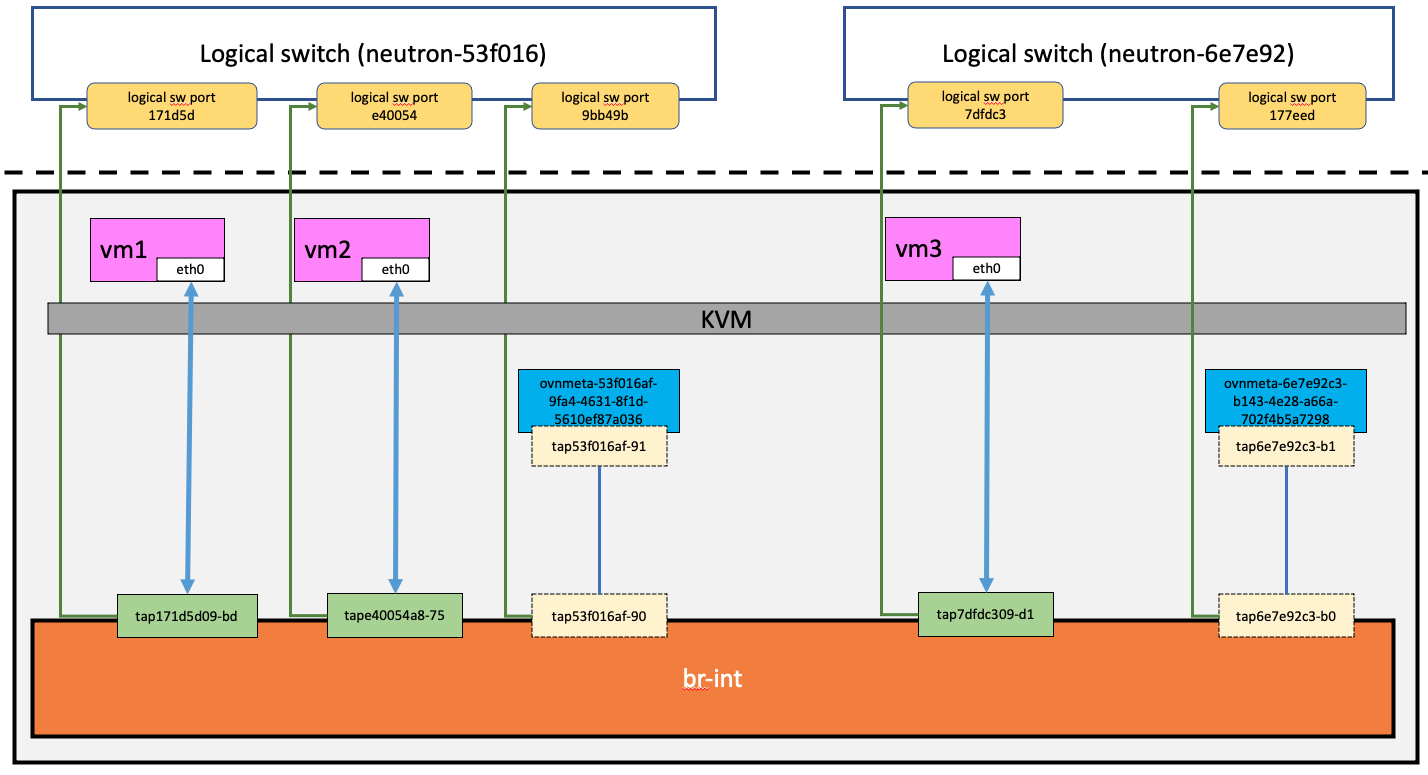 Logical switch (neutron-53f016)
Logical switch (neutron-6e7e92)
logical sw port
171d5d
logical sw port
e40054
logical sw port
9bb49b
logical sw port
7dfdc3
logical sw port
177eed
vm1
eth0
vm2
eth0
vm3
eth0
KVM
ovnmeta-53f016af-
9fa4-4631-8f1d-
5610ef87a036
tap53f016af-91
ovnmeta-6e7e92c3-
b143-4e28-a66a-
702f4b5a7298
tap6e7e92c3-b1
tap171d5d09-bd
tape40054a8-75
tap53f016af-90
tap7dfdc309-d1
tap6e7e92c3-b0
br-int